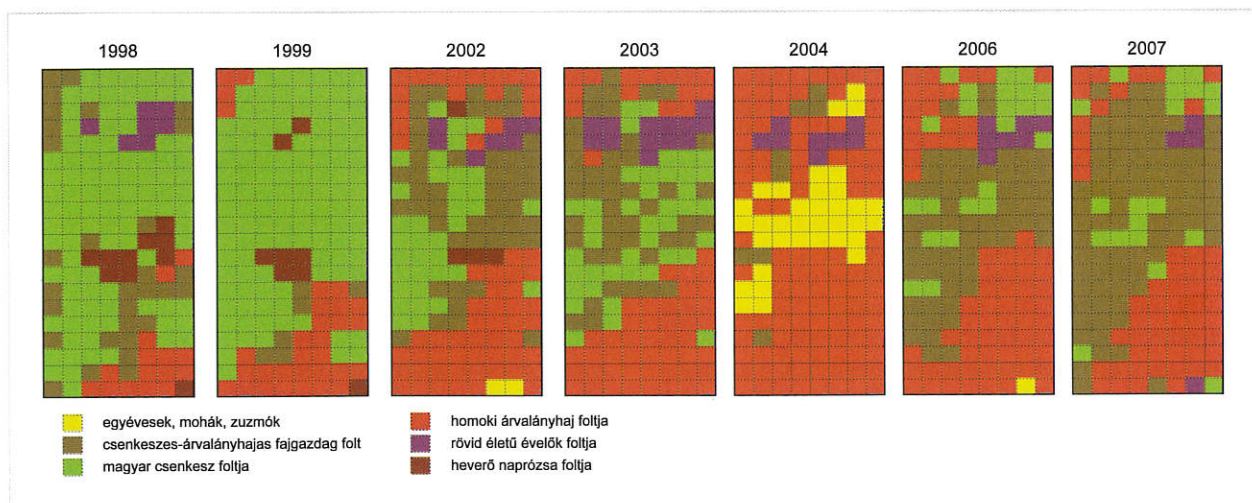 1998 1999 2002 2003 2004 2006 2007
egyévesek, mohák, zuzmók
csenkeszes-árvalányhajas fajgazdag folt
magyar csenkesz foltja
homoki árvalányhaj foltja
rövid életű évelők foltja
heverő naprózsa foltja